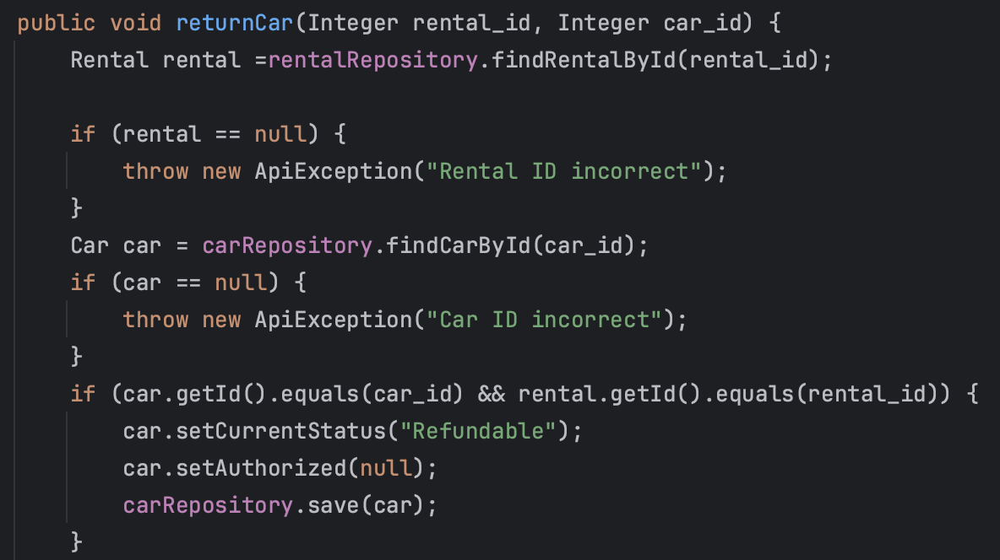 public void returnCar(Integer rental_id, Integer car_id) {
    Rental rental =rentalRepository.findRentalById(rental_id);
    if (rental == null) {
        throw new ApiException("Rental ID incorrect");
    }
    Car car = carRepository.findCarById(car_id);
    if (car == null) {
        throw new ApiException("Car ID incorrect");
    }
    if (car.getId().equals(car_id) && rental.getId().equals(rental_id)) {
        car.setCurrentStatus("Refundable");
        car.setAuthorized(null);
        carRepository.save(car);
    }